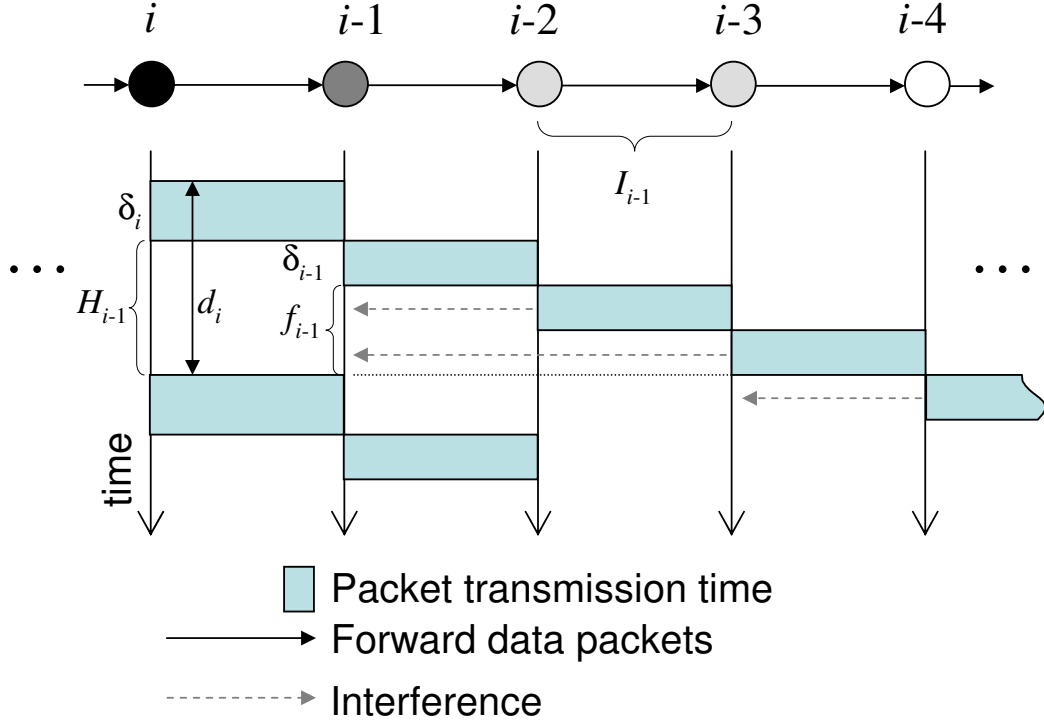 i i-1 i-2 i-3 i-4
I_{i-1}
δ_i
δ_{i-1}
...
...
H_{i-1}
d_i
f_{i-1}
time
Packet transmission time
Forward data packets
Interference